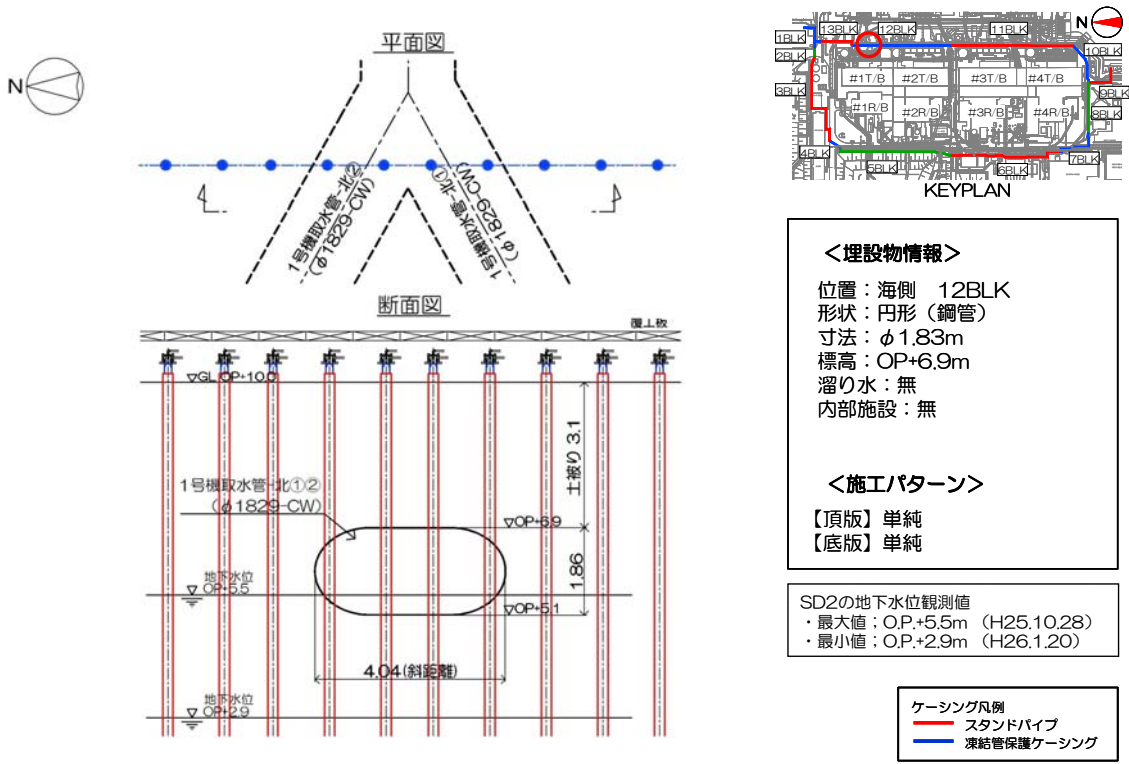 平面図
N
1号機取水管-北②
(φ1829-CW)
1号機取水管-北①
(φ1829-CW)
断面図
覆工板
▽GL OP+10.0
土被り 3.1
1号機取水管-北①②
(φ1829-CW)
▽OP+6.9
1.86
地下水位
▽ OP+5.5
▽OP+5.1
4.04(斜距離)
地下水位
▽ OP+2.9
N
1BLK
2BLK
3BLK
4BLK
5BLK
6BLK
7BLK
8BLK
9BLK
10BLK
11BLK
12BLK
13BLK
#1T/B
#2T/B
#3T/B
#4T/B
#1R/B
#2R/B
#3R/B
#4R/B
KEYPLAN
＜埋設物情報＞
位置：海側 12BLK
形状：円形（鋼管）
寸法：φ1.83m
標高：OP+6.9m
溜り水：無
内部施設：無
＜施工パターン＞
【頂版】単純
【底版】単純
SD2の地下水位観測値
・最大値；O.P.+5.5m （H25.10.28）
・最小値；O.P.+2.9m （H26.1.20）
ケーシング凡例
スタンドパイプ
凍結管保護ケーシング